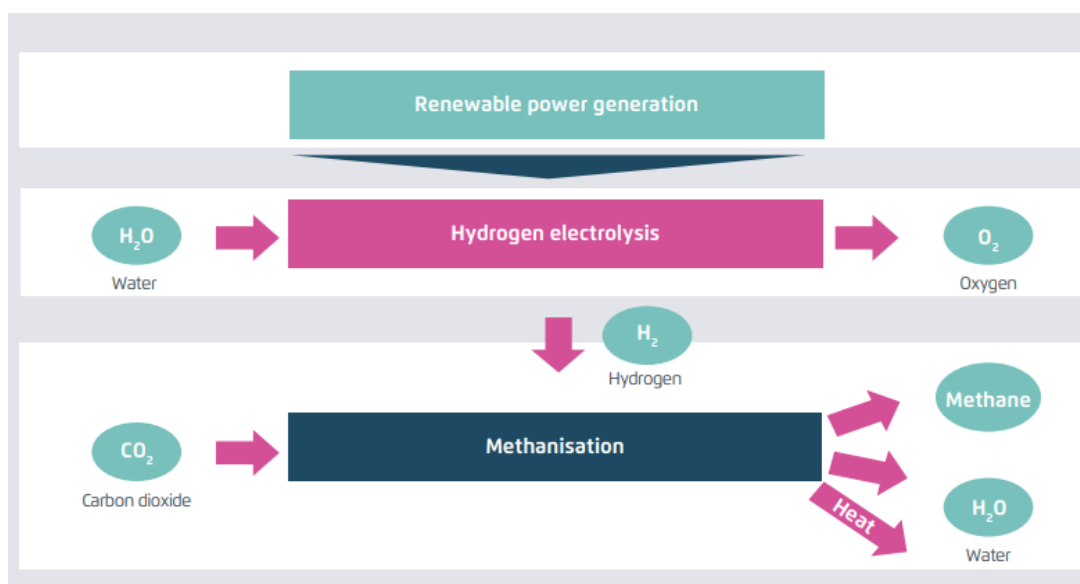 Renewable power generation
H₂O
Hydrogen electrolysis
O₂
Water
Oxygen
H₂
Hydrogen
Methane
CO₂
Methanisation
Carbon dioxide
Heat
H₂O
Water